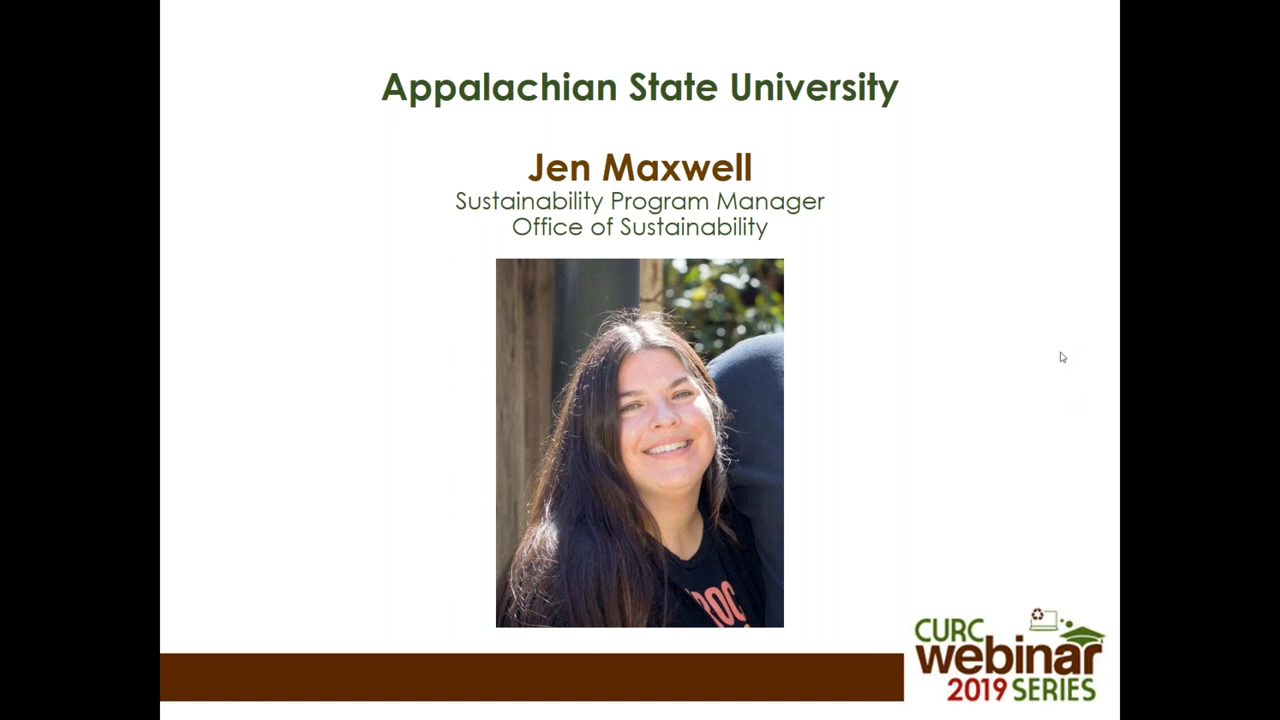 Appalachian State University
Jen Maxwell
Sustainability Program Manager
Office of Sustainability
CURC
webinar
2019 SERIES